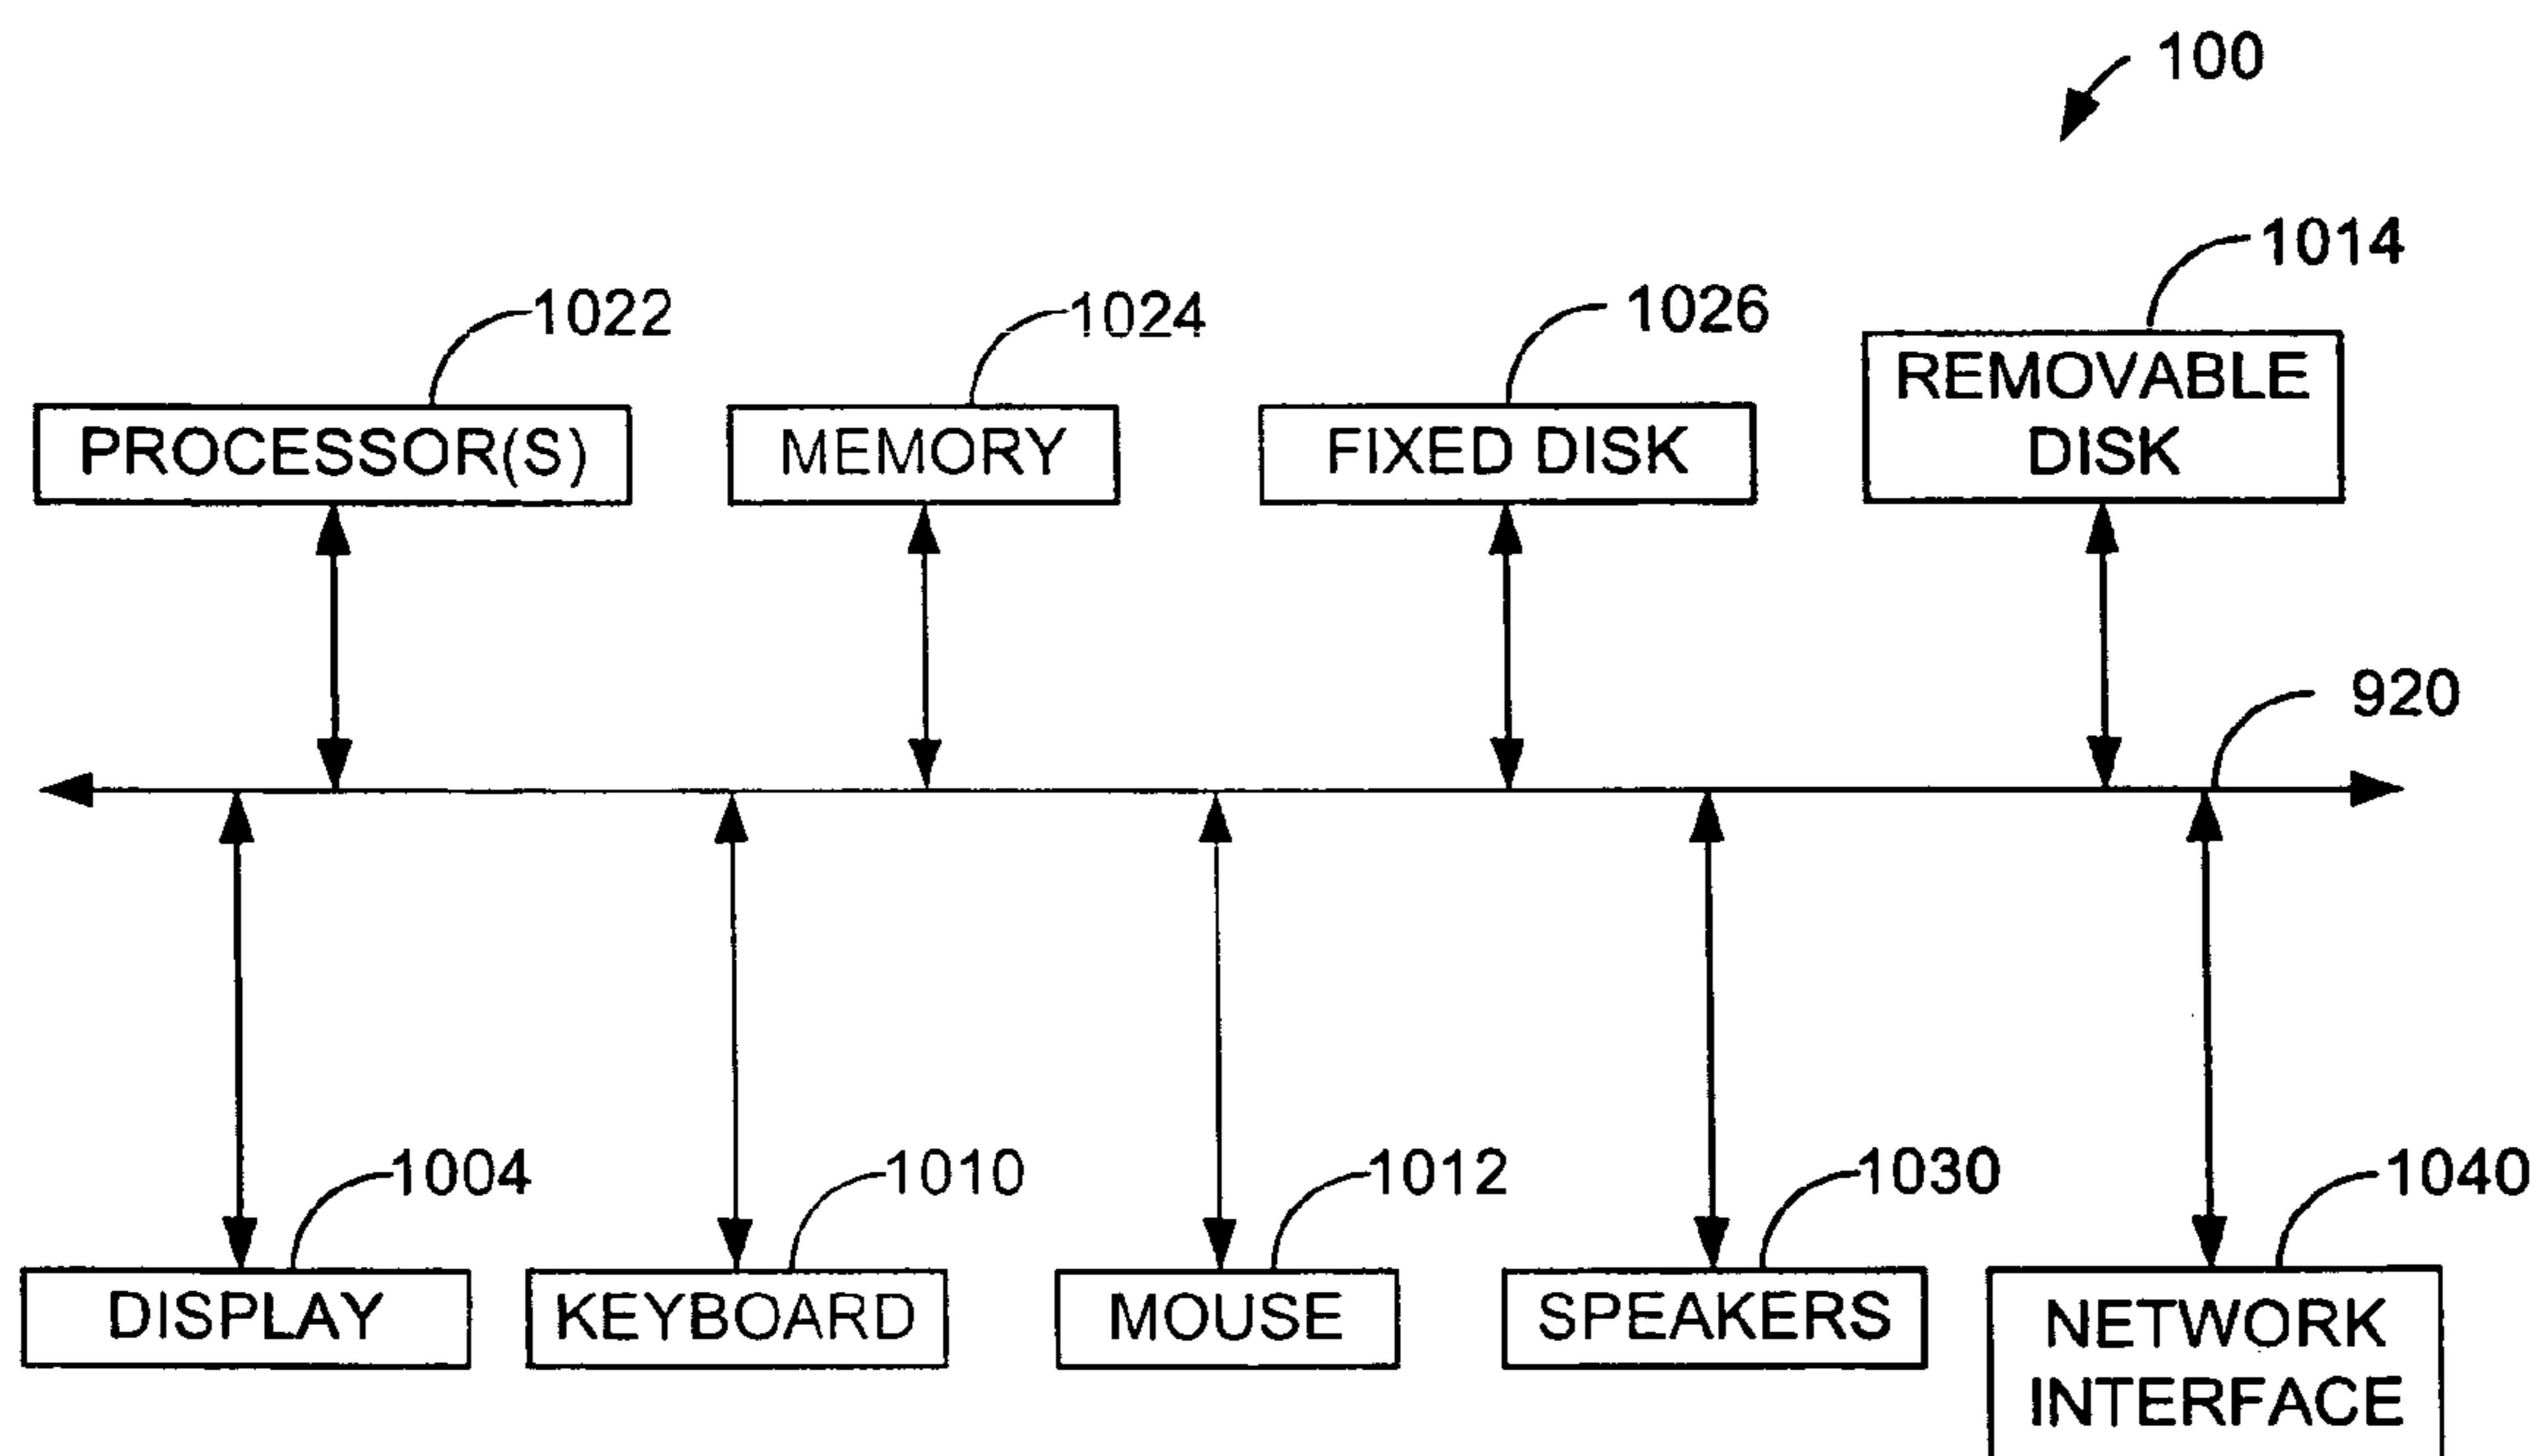 100
1014
1022
1024
1026
REMOVABLE
DISK
PROCESSOR(S)
MEMORY
FIXED DISK
920
1004
1010
1012
1030
1040
DISPLAY
KEYBOARD
MOUSE
SPEAKERS
NETWORK
INTERFACE